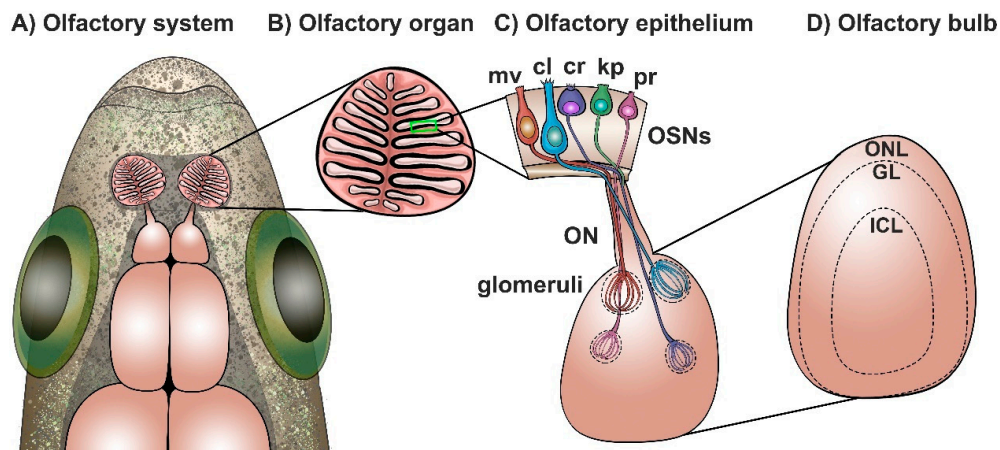 A) Olfactory system
B) Olfactory organ
C) Olfactory epithelium
D) Olfactory bulb
mv cl cr kp pr
OSNs
ON
glomeruli
ONL
GL
ICL